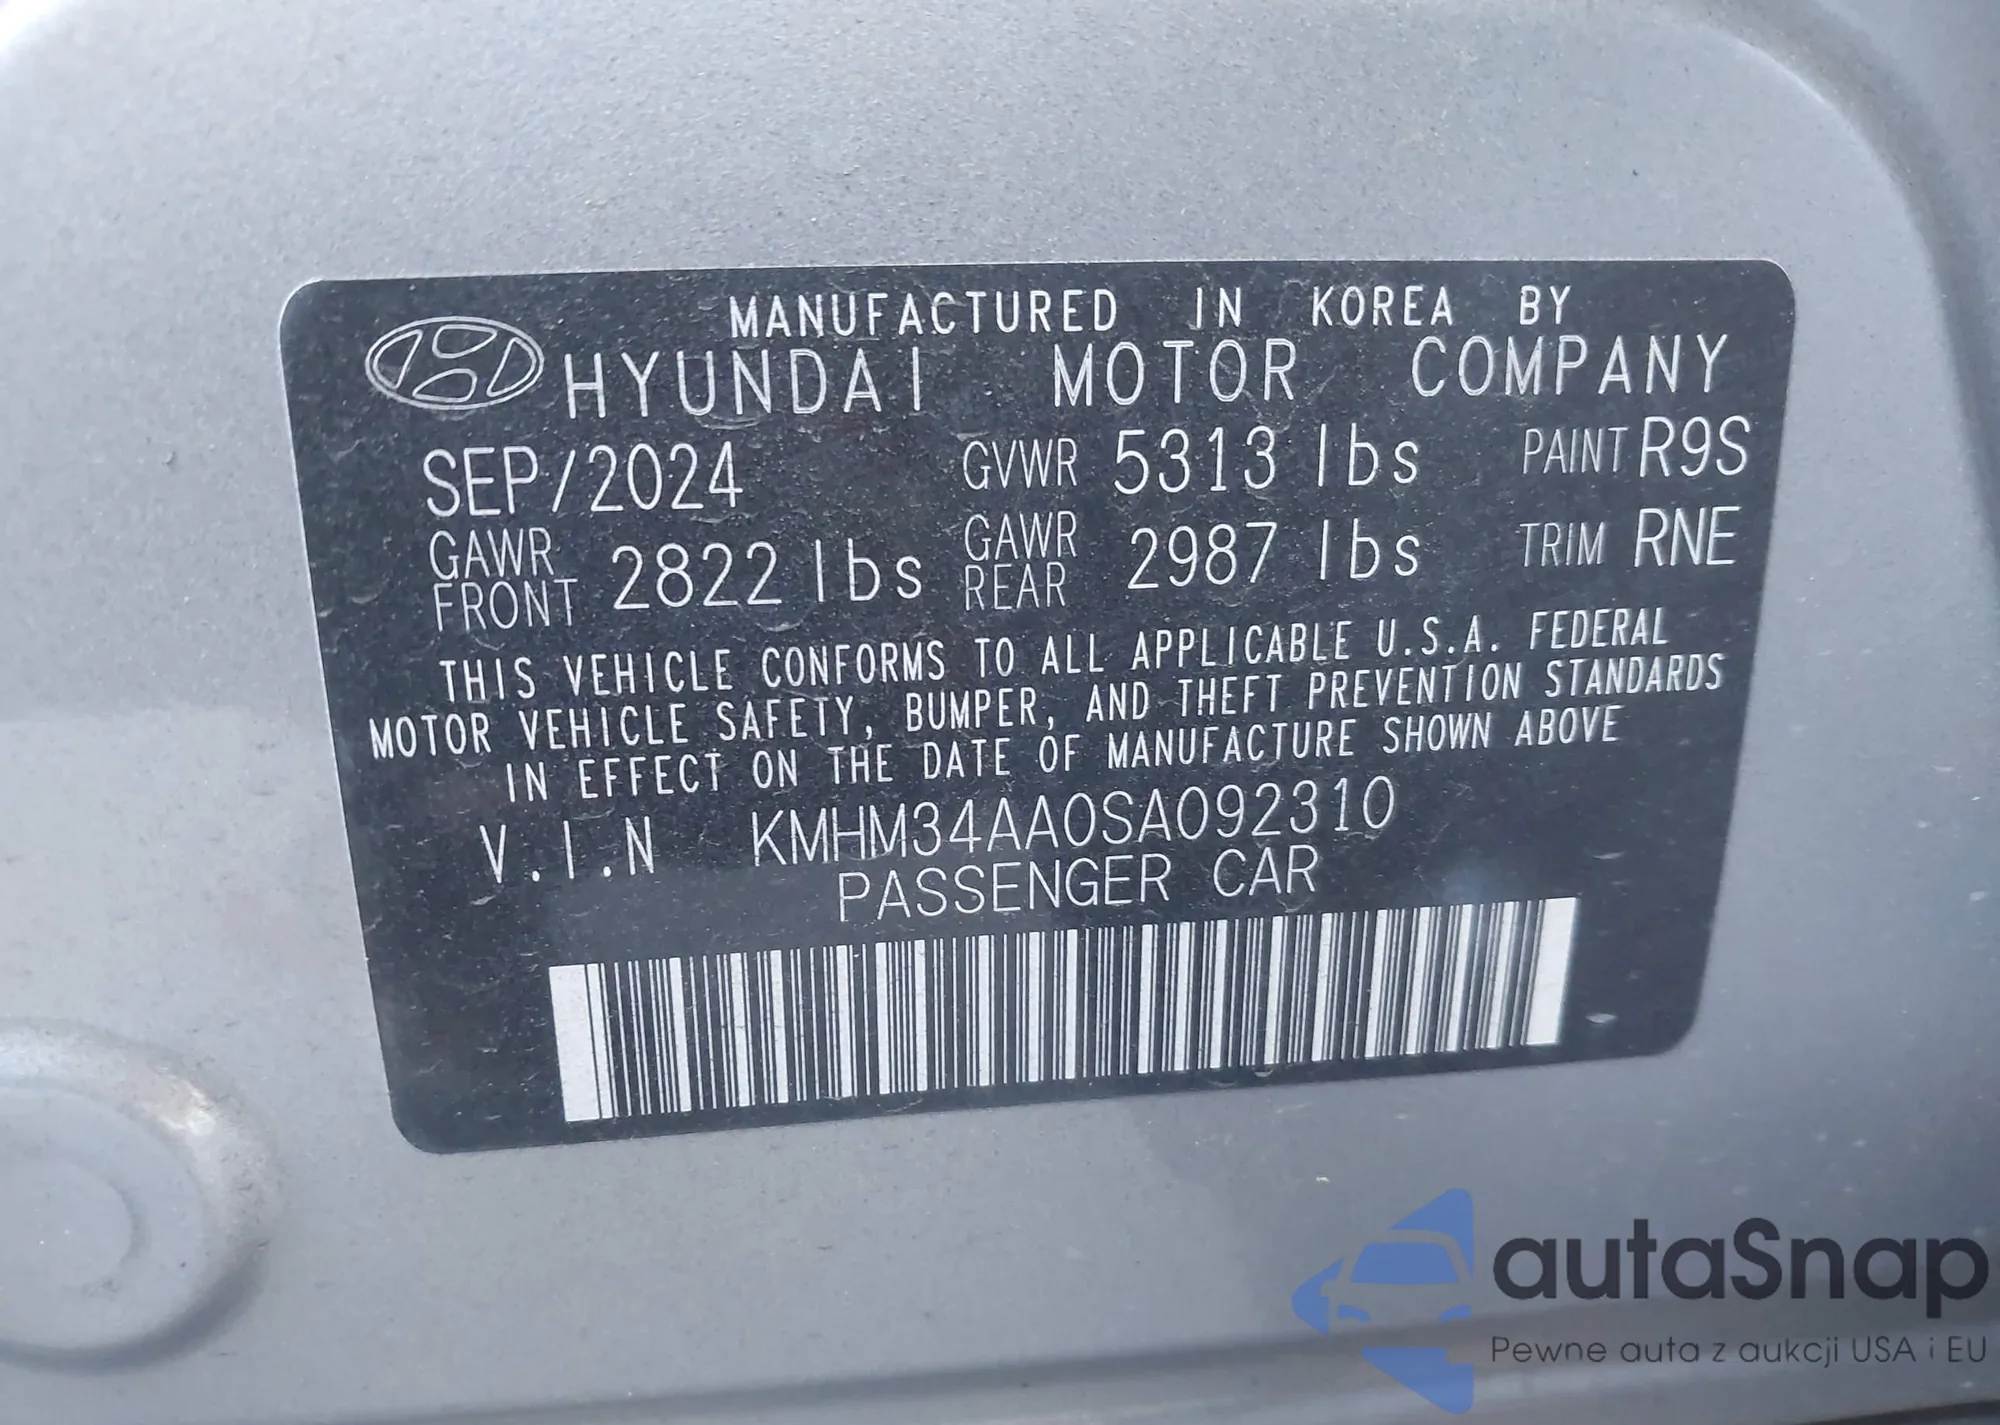 MANUFACTURED IN KOREA BY
HYUNDAI MOTOR COMPANY
SEP/2024 GVWR 5313 lbs PAINT R9S
GAWR FRONT 2822 lbs GAWR REAR 2987 lbs TRIM RNE
THIS VEHICLE CONFORMS TO ALL APPLICABLE U.S.A. FEDERAL
MOTOR VEHICLE SAFETY, BUMPER, AND THEFT PREVENTION STANDARDS
IN EFFECT ON THE DATE OF MANUFACTURE SHOWN ABOVE
V.I.N KMHM34AA0SA092310
PASSENGER CAR
autaSnap
Pewne auta z aukcji USA i EU